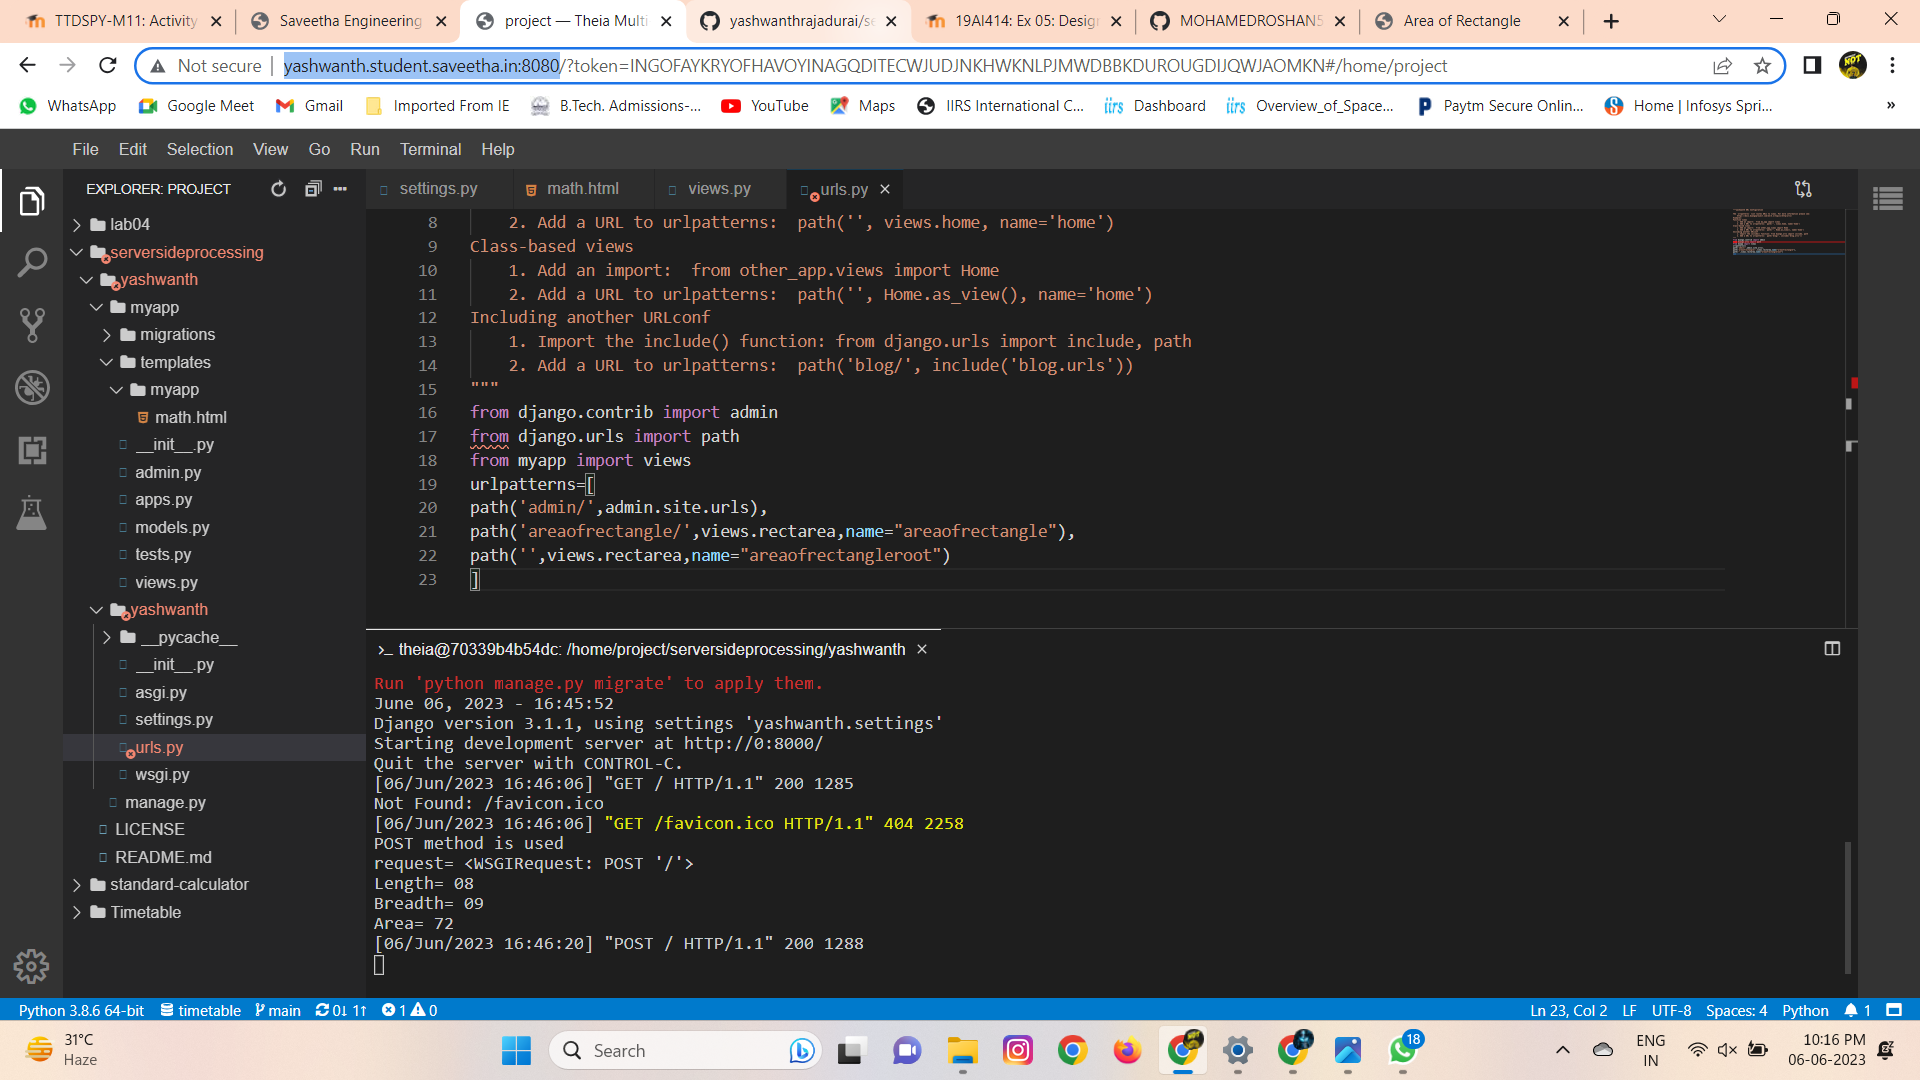 TTDSPY-M11: Activity
Saveetha Engineering
project — Theia Multi
yashwanthrajadurai/se
19AI414: Ex 05: Desig
MOHAMEDROSHAN5
Area of Rectangle
Not secure
yashwanth.student.saveetha.in:8080/?token=INGOFAYKRYOFHAVOYINAGQDITECWJUDJNKHWKNLPJMWDBBKDUROUGDIJQWJAOMKN#/home/project
WhatsApp
Google Meet
Gmail
Imported From IE
B.Tech. Admissions-...
YouTube
Maps
IIRS International C...
iirs Dashboard
iirs Overview_of_Space...
Paytm Secure Onlin...
Home | Infosys Spri...
»
File Edit Selection View Go Run Terminal Help
EXPLORER: PROJECT
lab04
serversideprocessing
yashwanth
myapp
migrations
templates
myapp
math.html
__init__.py
admin.py
apps.py
models.py
tests.py
views.py
yashwanth
__pycache__
__init__.py
asgi.py
settings.py
urls.py
wsgi.py
manage.py
LICENSE
README.md
standard-calculator
Timetable
settings.py
math.html
views.py
urls.py
8 2. Add a URL to urlpatterns:  path('', views.home, name='home')
9 Class-based views
10 1. Add an import:  from other_app.views import Home
11 2. Add a URL to urlpatterns:  path('', Home.as_view(), name='home')
12 Including another URLconf
13 1. Import the include() function: from django.urls import include, path
14 2. Add a URL to urlpatterns:  path('blog/', include('blog.urls'))
15 """
16 from django.contrib import admin
17 from django.urls import path
18 from myapp import views
19 urlpatterns=[
20 path('admin/',admin.site.urls),
21 path('areaofrectangle/',views.rectarea,name="areaofrectangle"),
22 path('',views.rectarea,name="areaofrectangleroot")
23 ]
theia@70339b4b54dc: /home/project/serversideprocessing/yashwanth
Run 'python manage.py migrate' to apply them.
June 06, 2023 - 16:45:52
Django version 3.1.1, using settings 'yashwanth.settings'
Starting development server at http://0:8000/
Quit the server with CONTROL-C.
[06/Jun/2023 16:46:06] "GET / HTTP/1.1" 200 1285
Not Found: /favicon.ico
[06/Jun/2023 16:46:06] "GET /favicon.ico HTTP/1.1" 404 2258
POST method is used
request= <WSGIRequest: POST '/'>
Length= 08
Breadth= 09
Area= 72
[06/Jun/2023 16:46:20] "POST / HTTP/1.1" 200 1288
Python 3.8.6 64-bit timetable main 0↓ 1↑ 1 0
Ln 23, Col 2 LF UTF-8 Spaces: 4 Python 1
31°C
Haze
Search
18
ENG
IN
10:16 PM
06-06-2023